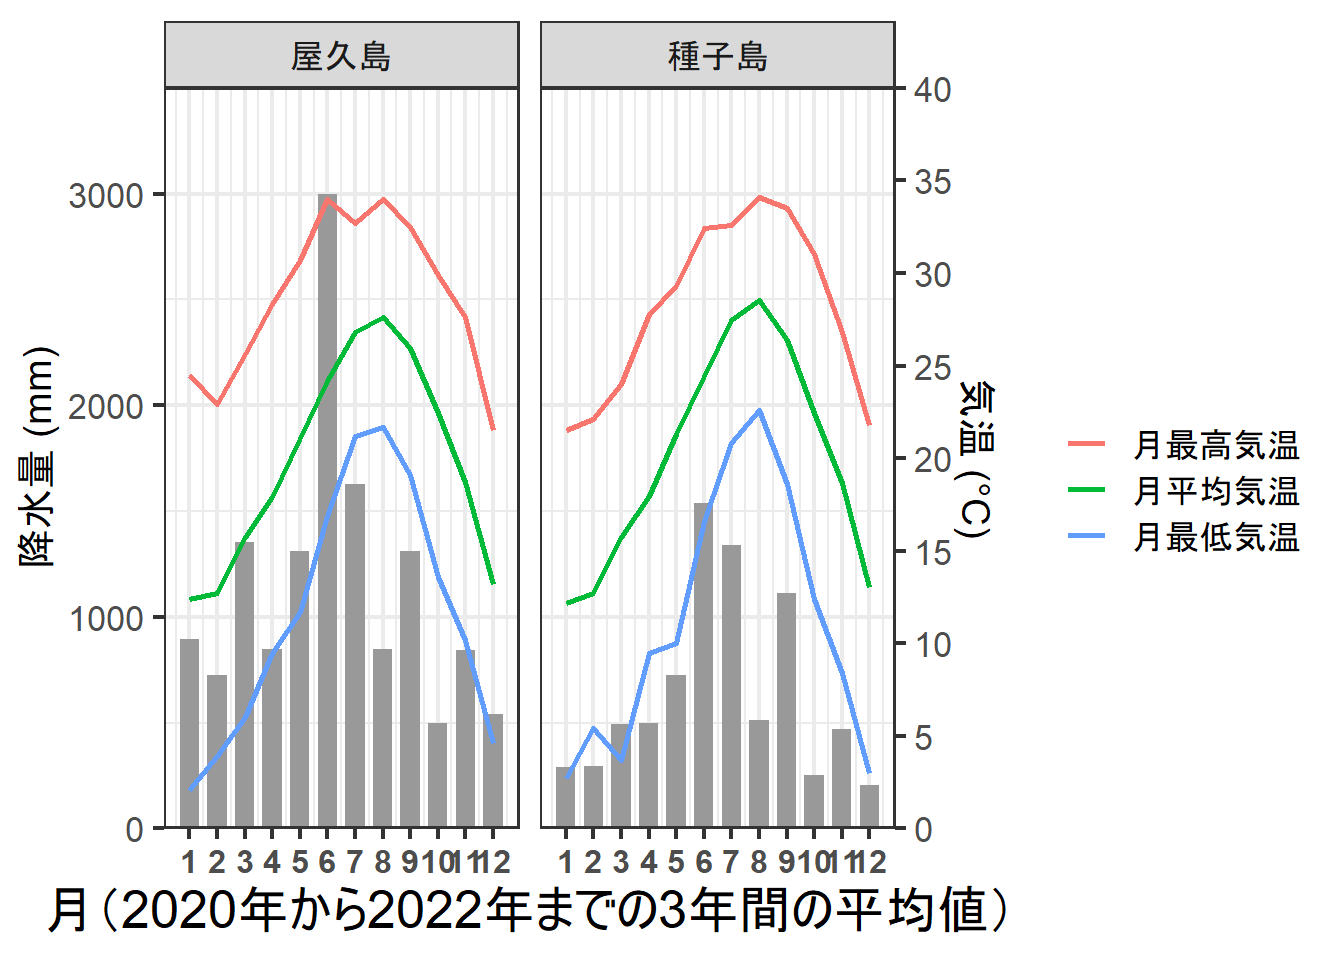 屋久島
種子島
降水量 (mm)
3000
2000
1000
0
40
35
30
25
20
15
10
5
0
気温 (°C)
1 2 3 4 5 6 7 8 9 10 11 12
1 2 3 4 5 6 7 8 9 10 11 12
月（2020年から2022年までの3年間の平均値）
月最高気温
月平均気温
月最低気温